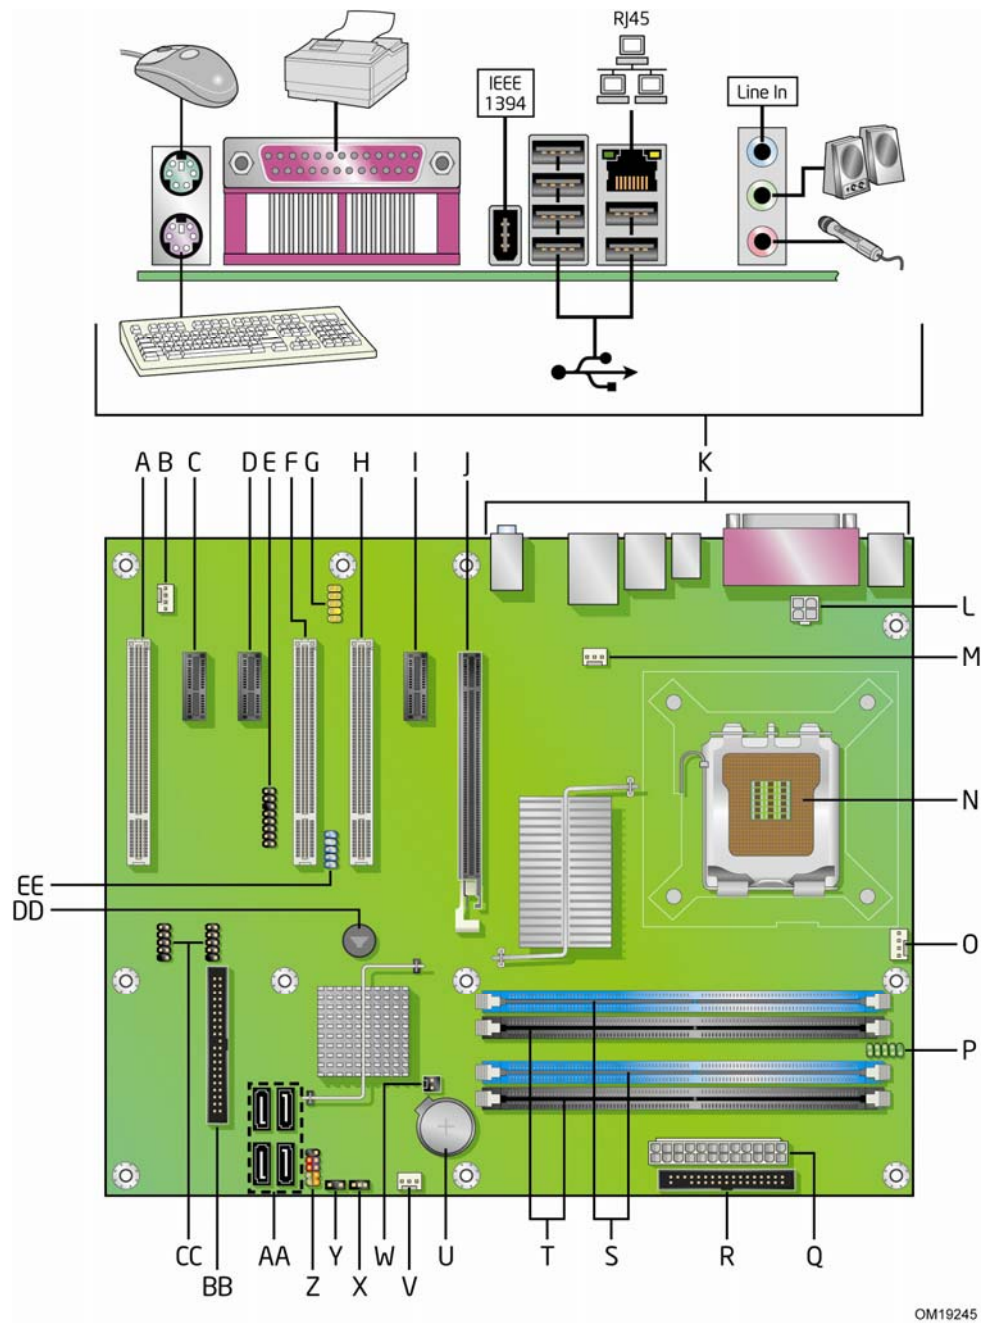 RJ45
IEEE
1394
Line In
K
A B C D E F G H I J
L
M
N
EE
DD
O
P
CC AA Y W U T S R Q
BB Z X V
OM19245